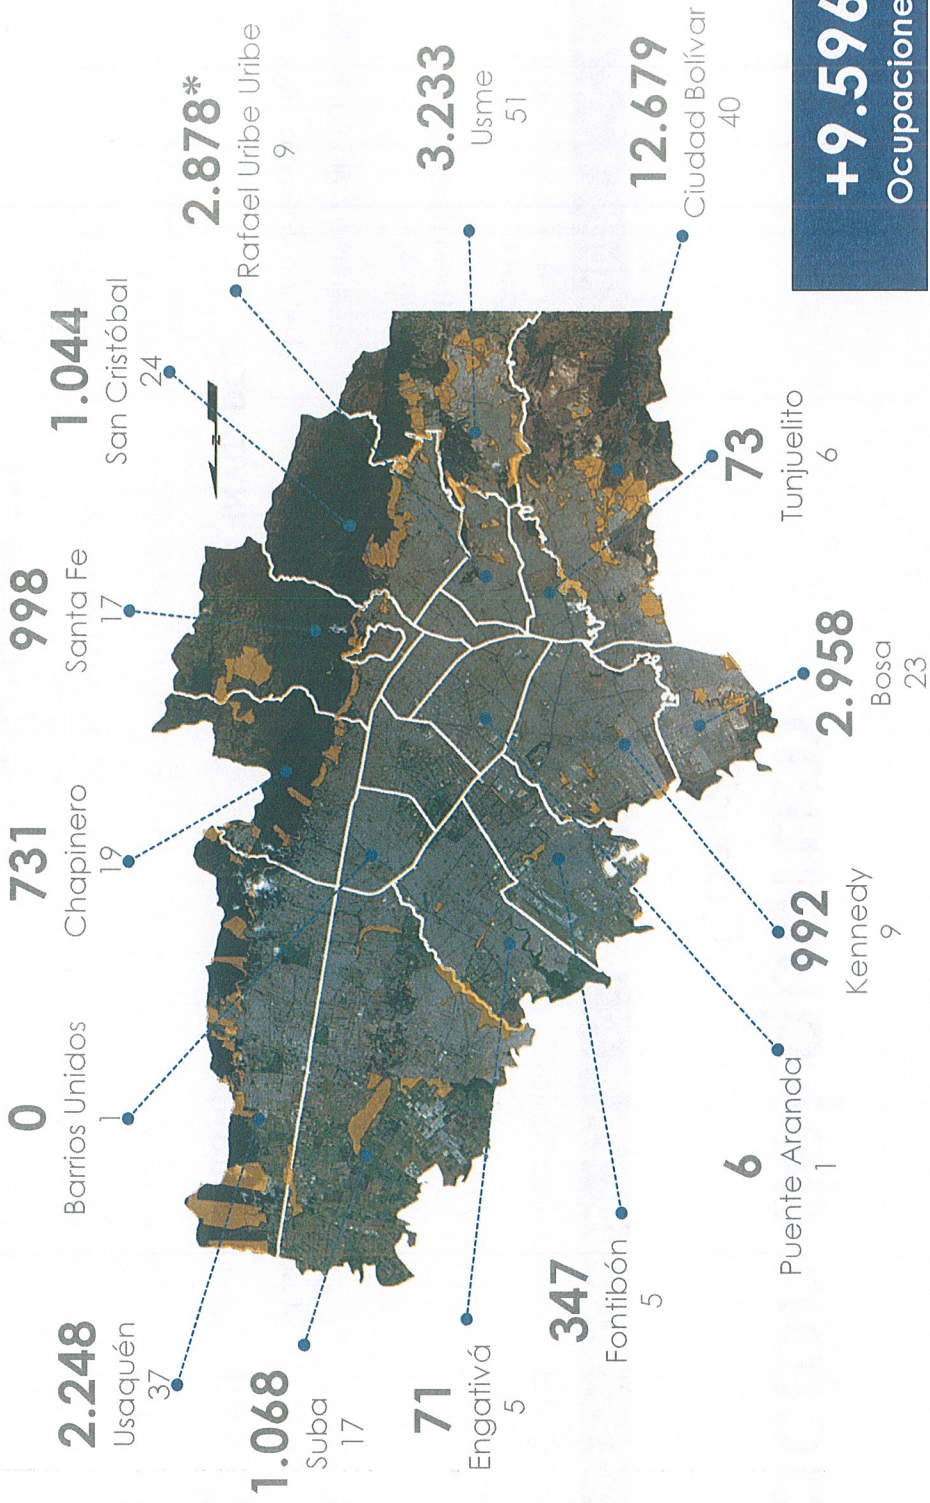 2.248
Usaquén
37
0
Barrios Unidos
1
731
Chapinero
19
998
Santa Fe
17
1.044
San Cristóbal
24
2.878*
Rafael Uribe Uribe
9
N
1.068
Suba
17
71
Engativá
5
3.233
Usme
51
347
Fontibón
5
12.679
Ciudad Bolívar
40
6
Puente Aranda
1
992
Kennedy
9
2.958
Bosa
23
73
Tunjuelito
6
+9.596
Ocupacione